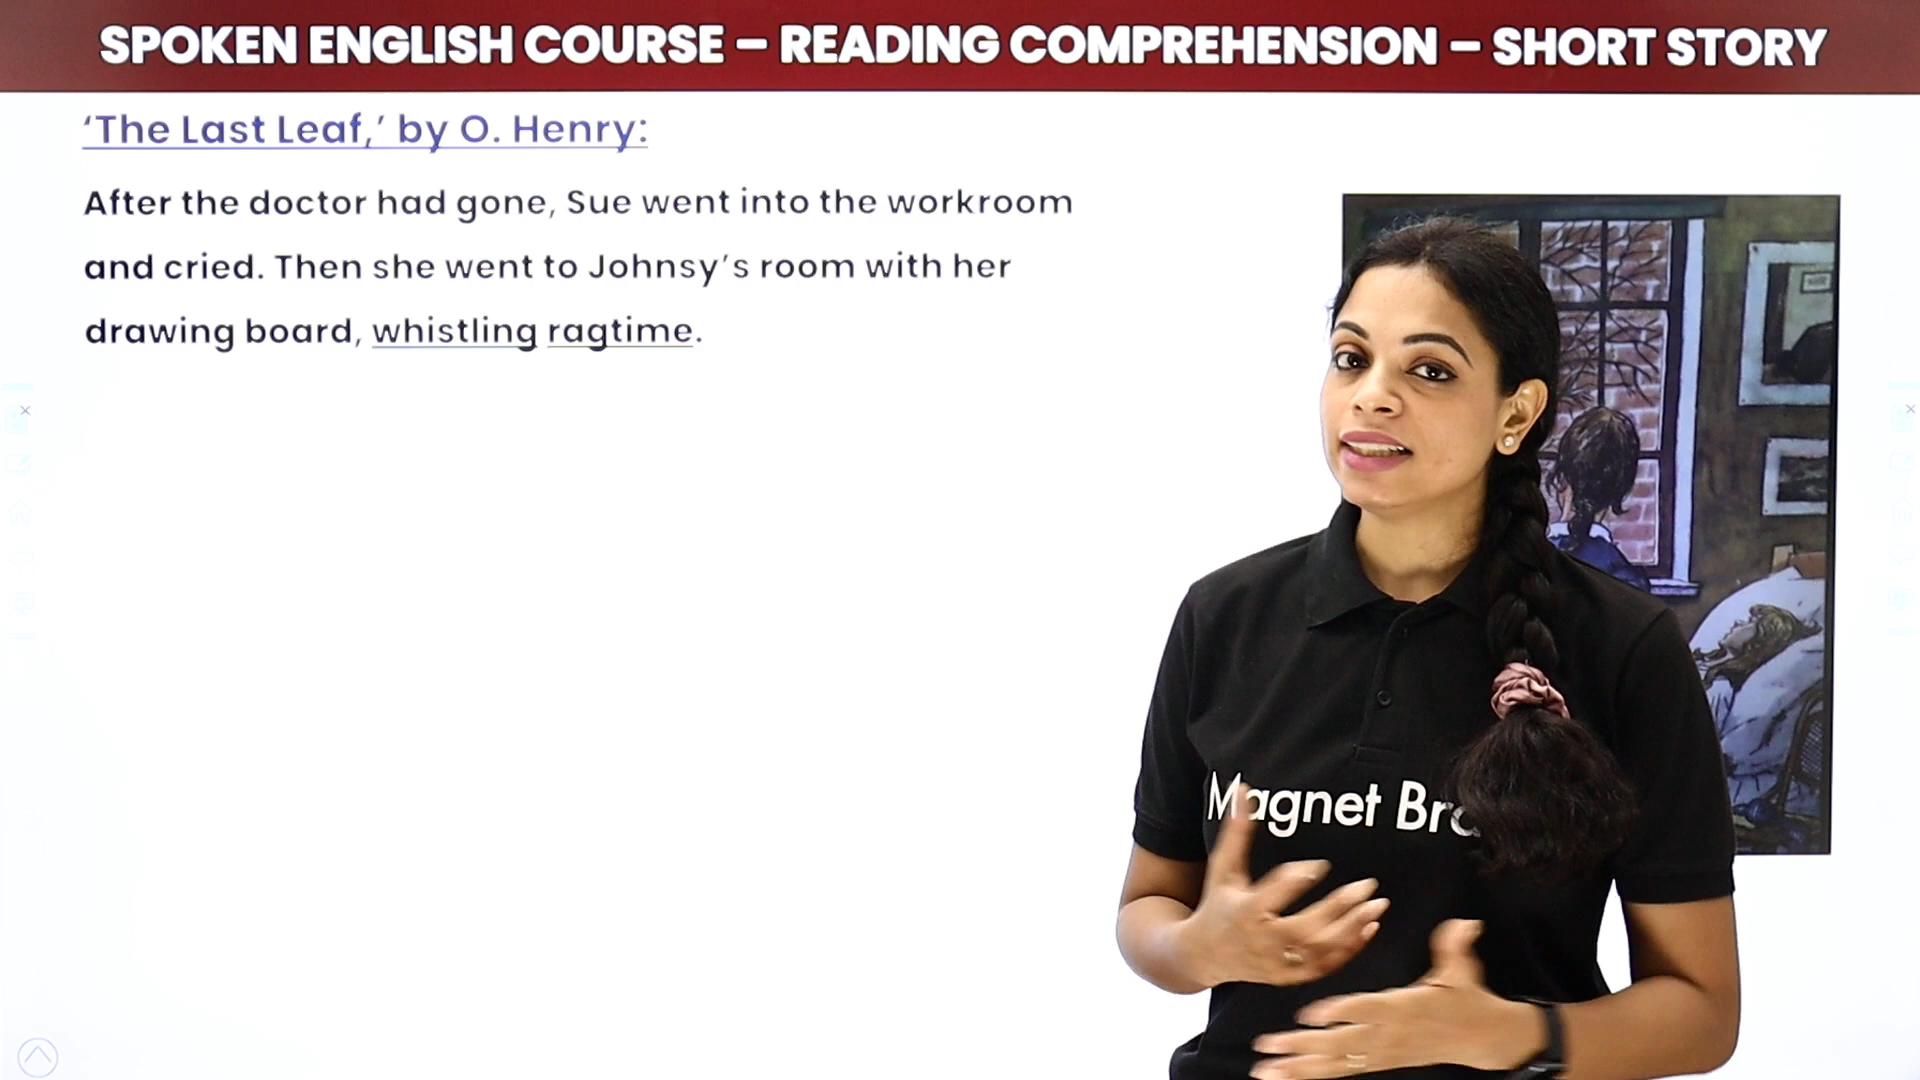 SPOKEN ENGLISH COURSE – READING COMPREHENSION – SHORT STORY
‘The Last Leaf,’ by O. Henry:
After the doctor had gone, Sue went into the workroom
and cried. Then she went to Johnsy’s room with her
drawing board, whistling ragtime.
Magnet Bra